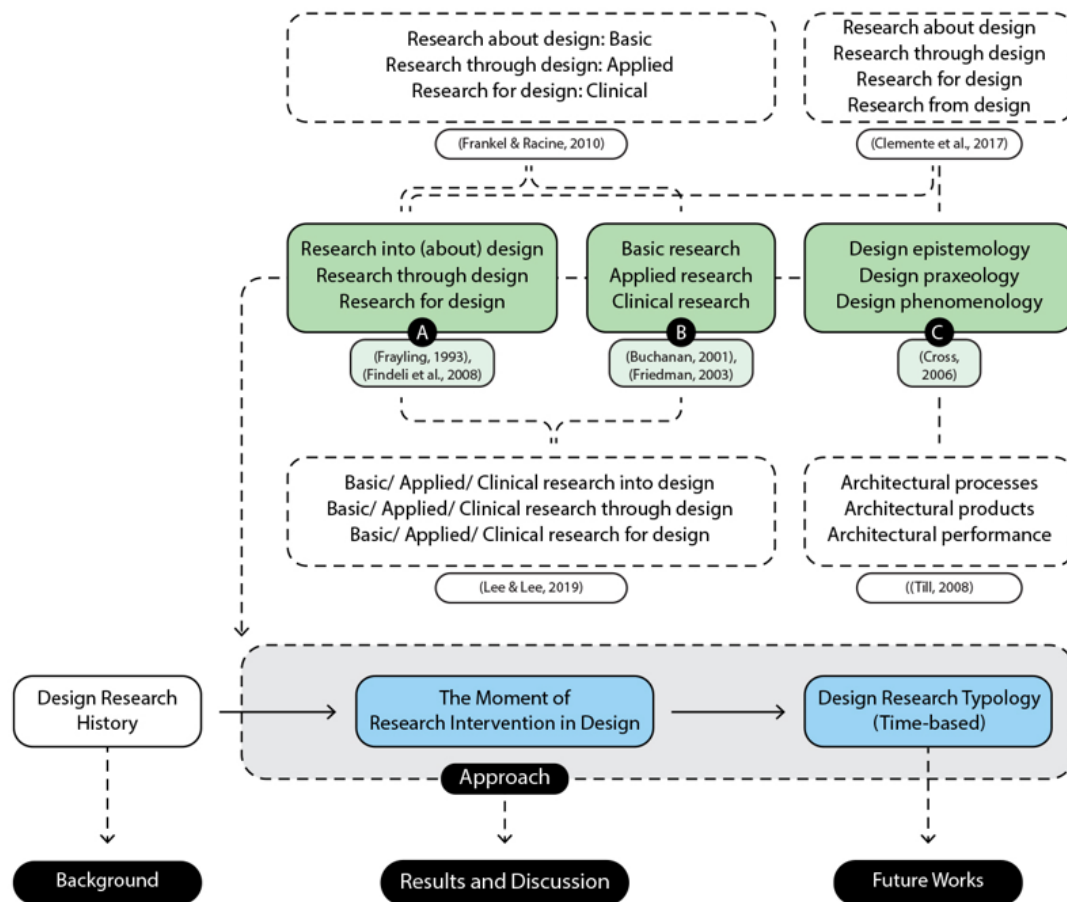 Research about design: Basic
Research through design: Applied
Research for design: Clinical
(Frankel & Racine, 2010)
Research about design
Research through design
Research for design
Research from design
(Clemente et al., 2017)
Research into (about) design
Research through design
Research for design
A
(Frayling, 1993),
(Findeli et al., 2008)
Basic research
Applied research
Clinical research
B
(Buchanan, 2001),
(Friedman, 2003)
Design epistemology
Design praxeology
Design phenomenology
C
(Cross,
2006)
Basic/ Applied/ Clinical research into design
Basic/ Applied/ Clinical research through design
Basic/ Applied/ Clinical research for design
(Lee & Lee, 2019)
Architectural processes
Architectural products
Architectural performance
((Till, 2008)
Design Research
History
The Moment of
Research Intervention in Design
Design Research Typology
(Time-based)
Approach
Background
Results and Discussion
Future Works